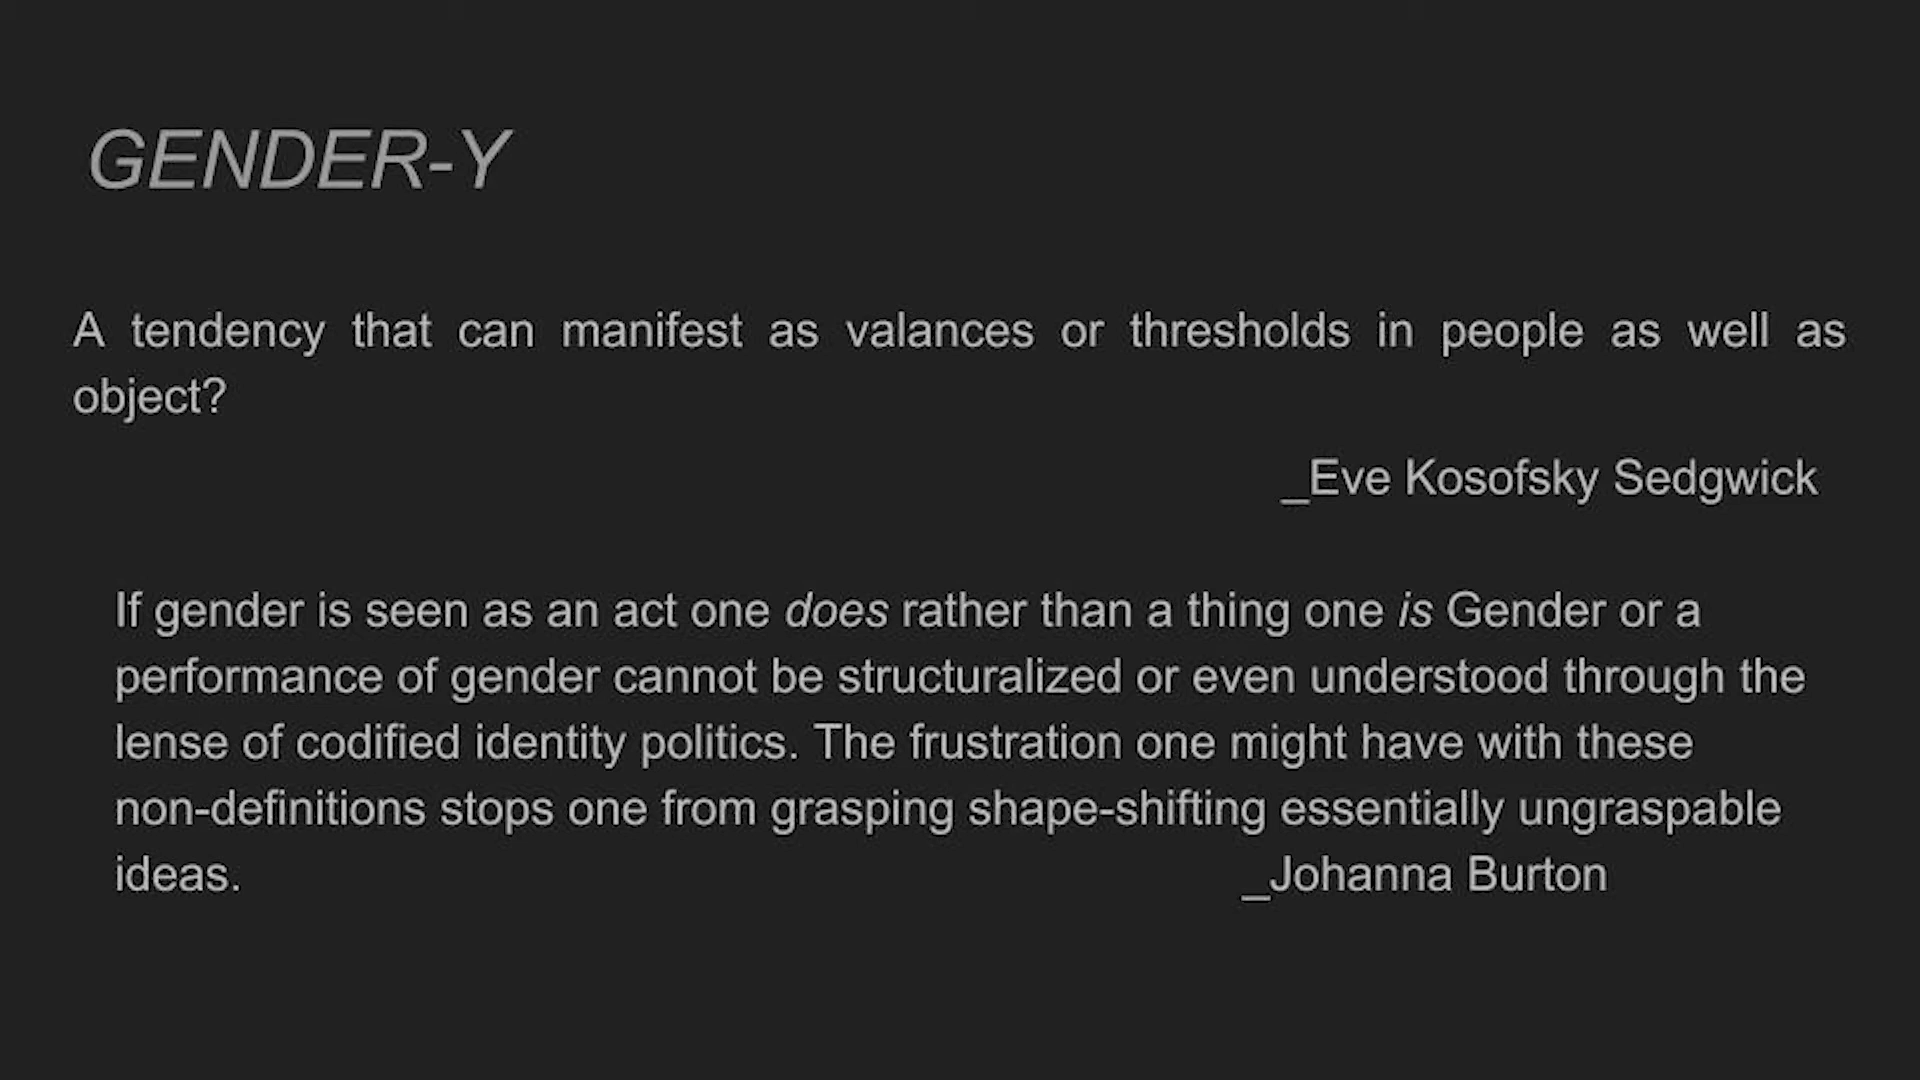 GENDER-Y
A tendency that can manifest as valances or thresholds in people as well as
object?
_Eve Kosofsky Sedgwick
If gender is seen as an act one does rather than a thing one is Gender or a
performance of gender cannot be structuralized or even understood through the
lense of codified identity politics. The frustration one might have with these
non-definitions stops one from grasping shape-shifting essentially ungraspable
ideas. _Johanna Burton